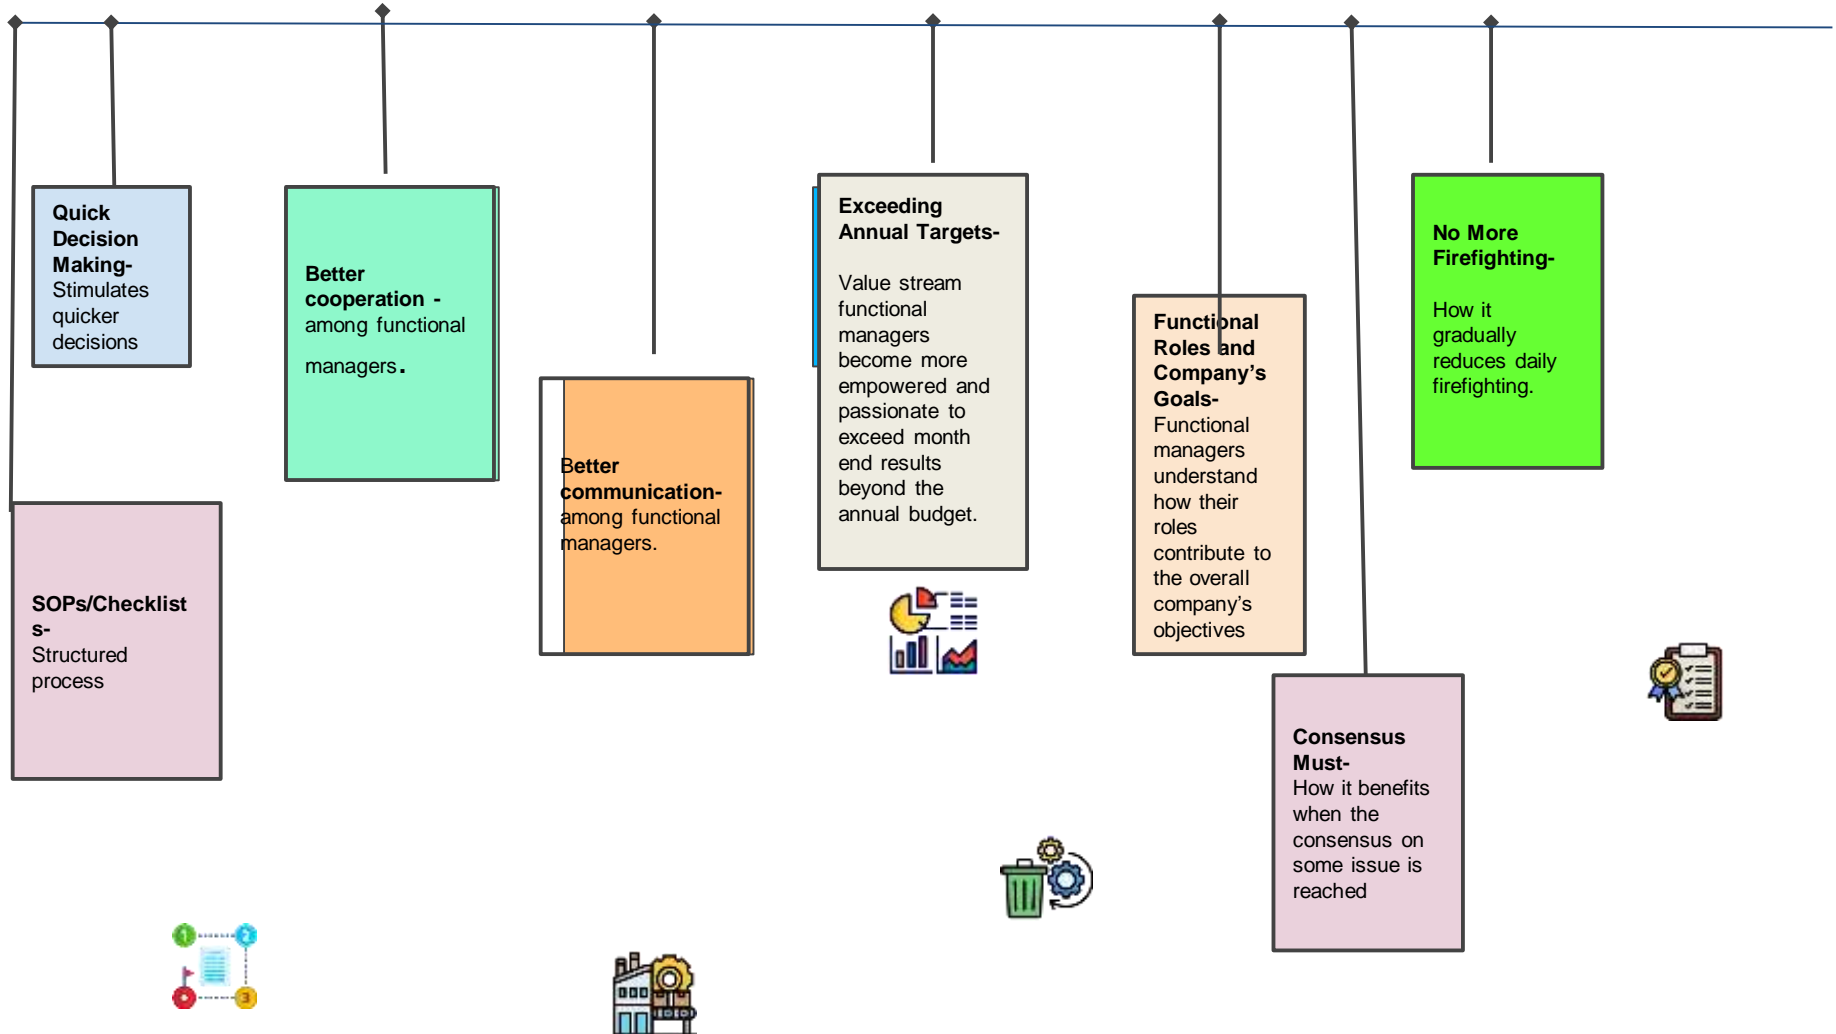 Quick
Decision
Making-
Stimulates
quicker
decisions
Better
cooperation -
among functional
managers.
Better
communication-
among functional
managers.
Exceeding
Annual Targets-
Value stream
functional
managers
become more
empowered and
passionate to
exceed month
end results
beyond the
annual budget.
Functional
Roles and
Company’s
Goals-
Functional
managers
understand
how their
roles
contribute to
the overall
company’s
objectives
No More
Firefighting-
How it
gradually
reduces daily
firefighting.
SOPs/Checklist
s-
Structured
process
Consensus
Must-
How it benefits
when the
consensus on
some issue is
reached
1
2
3